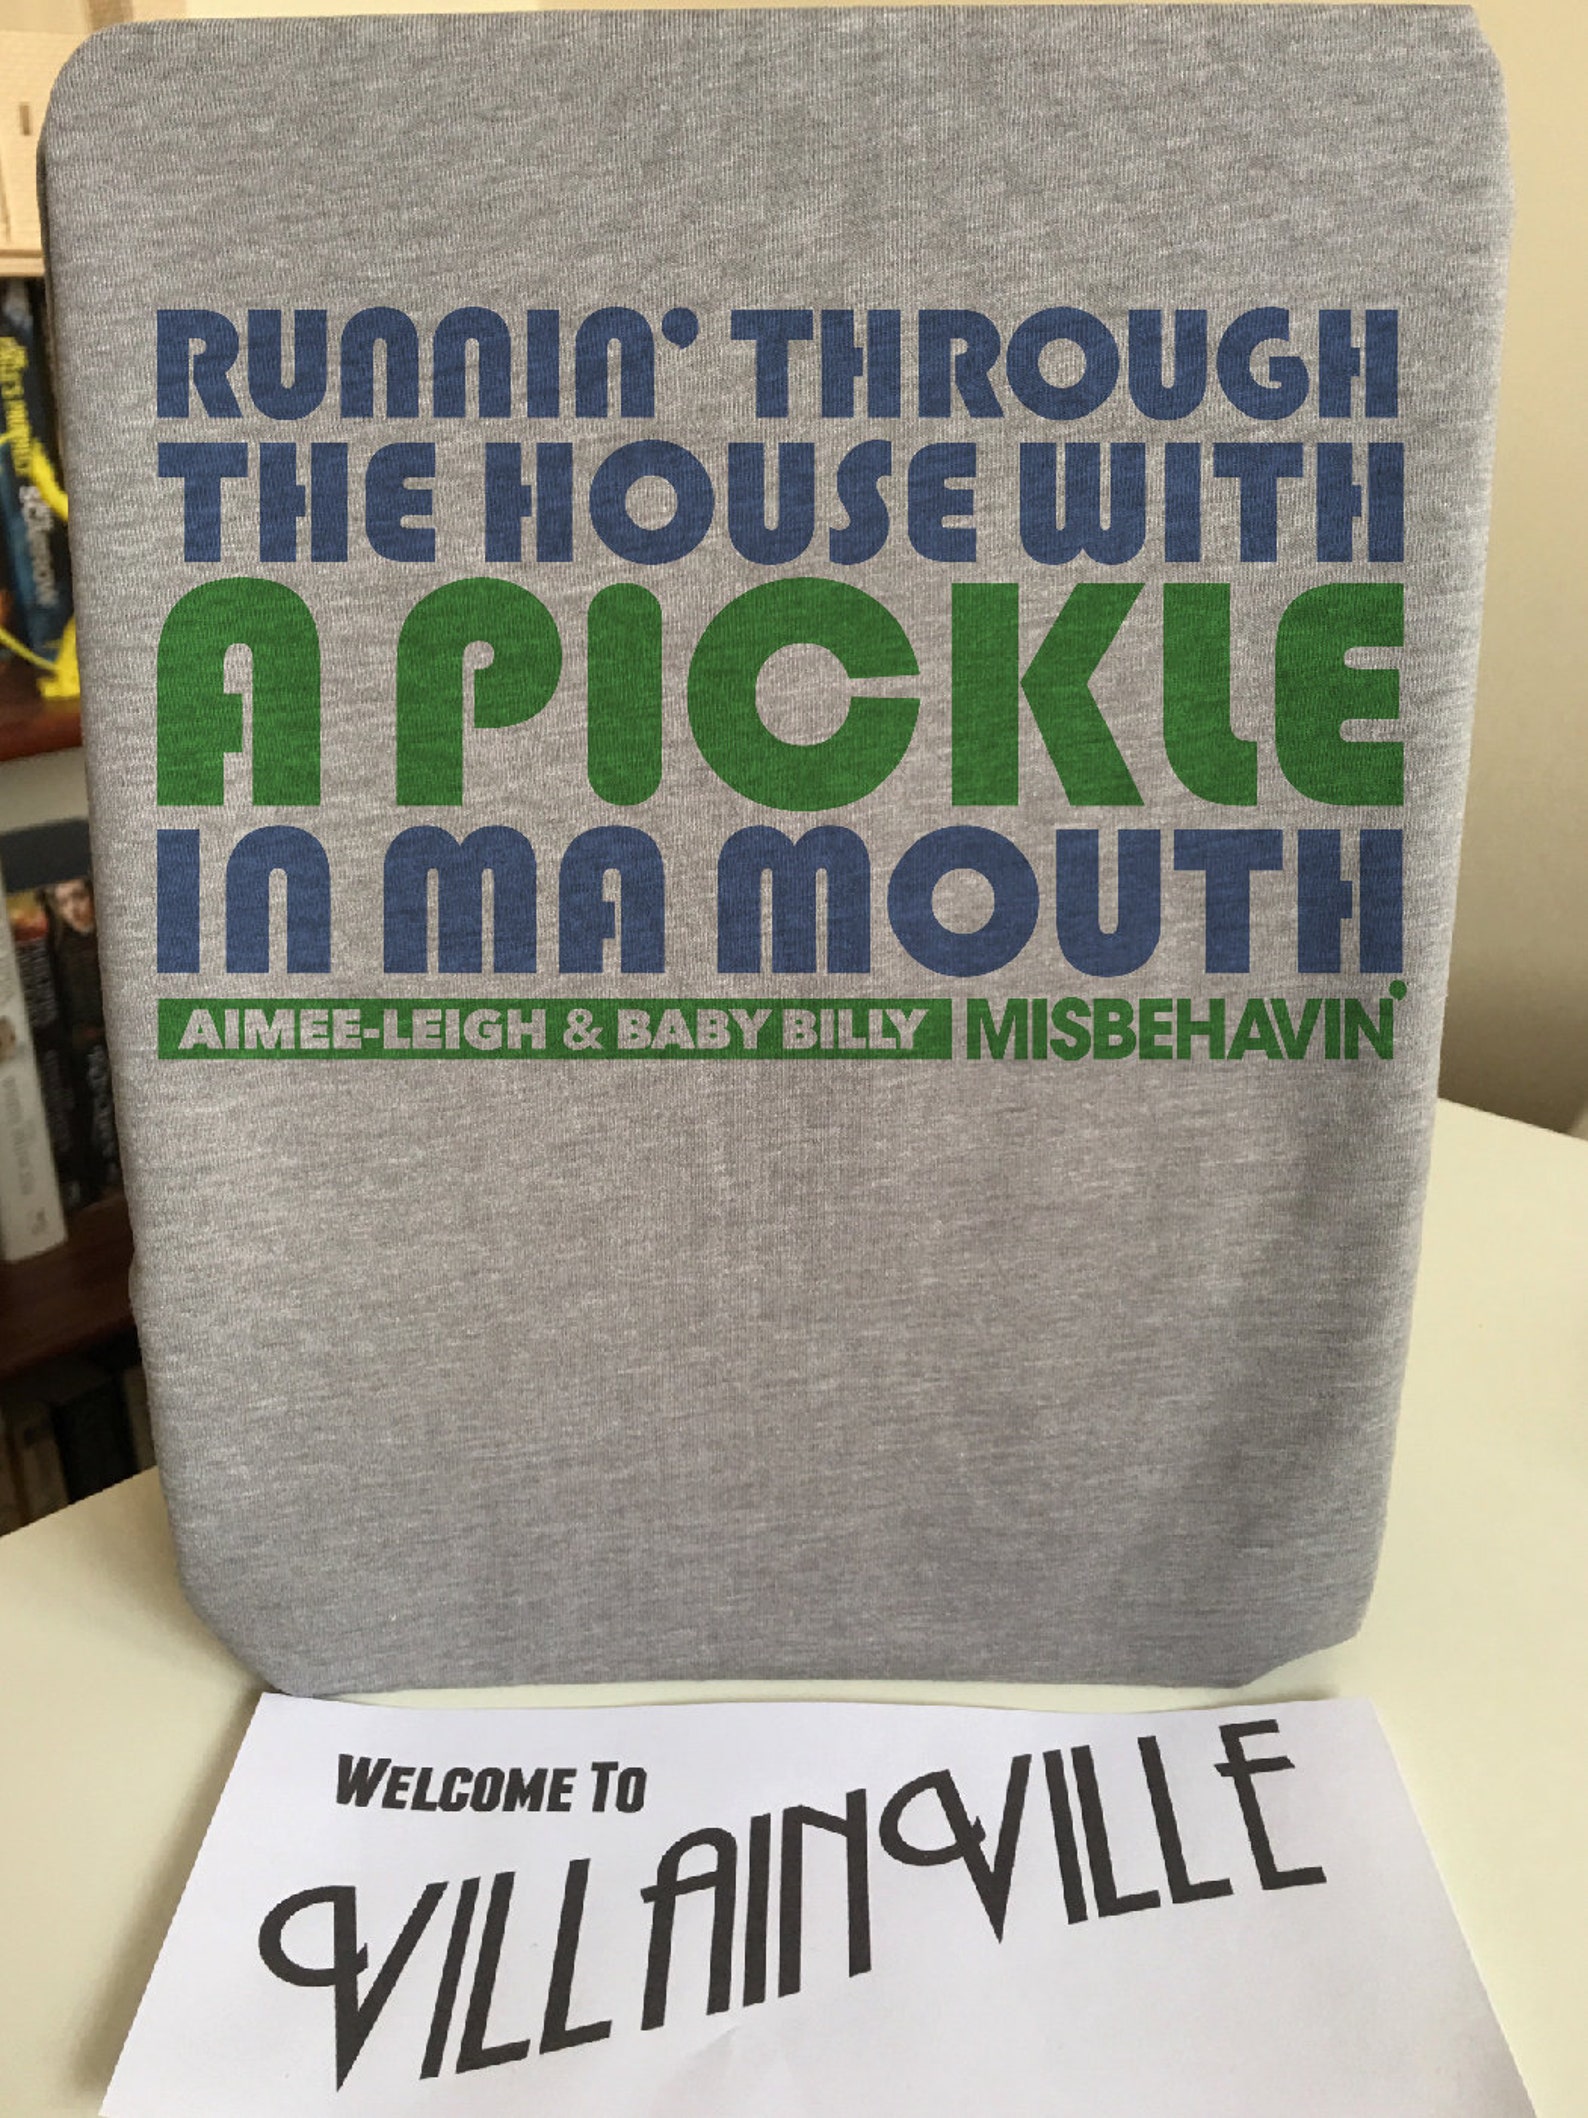 RUNNIN' THROUGH
THE HOUSE WITH
A PICKLE
IN MA MOUTH
AIMEE-LEIGH & BABY BILLY MISBEHAVIN'
WELCOME TO
VILLAINVILLE